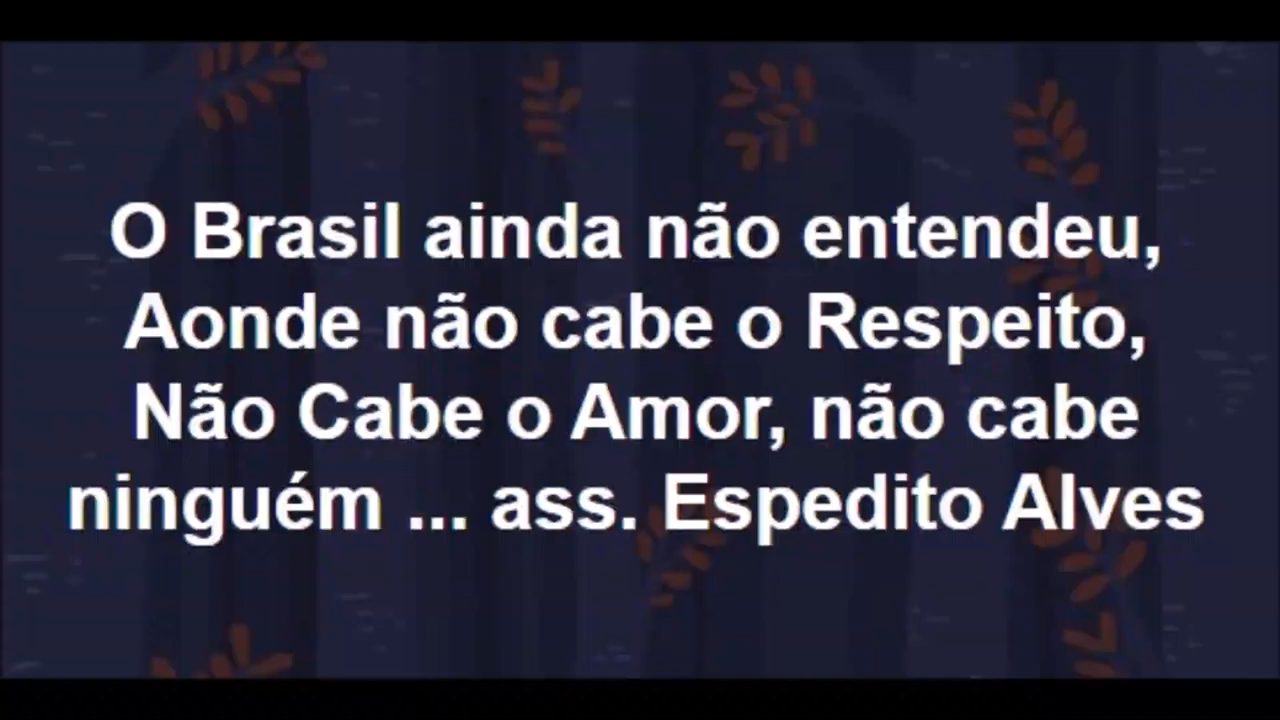 O Brasil ainda não entendeu,
Aonde não cabe o Respeito,
Não Cabe o Amor, não cabe
ninguém ... ass. Espedito Alves